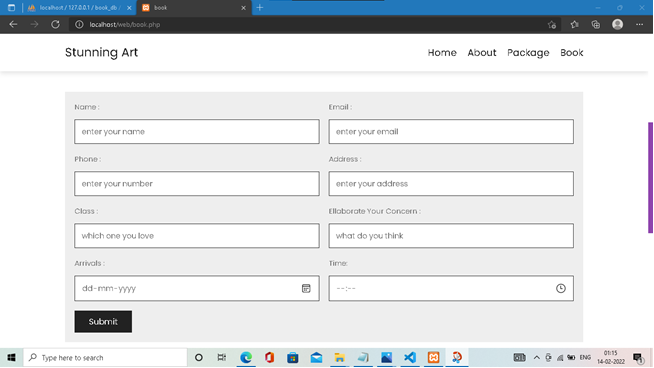 localhost / 127.0.0.1 / book_db /
book
localhost/web/book.php
Stunning Art
Home About Package Book
Name : Email :
enter your name enter your email
Phone : Address :
enter your number enter your address
Class : Ellaborate Your Concern :
which one you love what do you think
Arrivals : Time:
dd-mm-yyyy --:--
Submit
Type here to search
ENG
01:15
14-02-2022